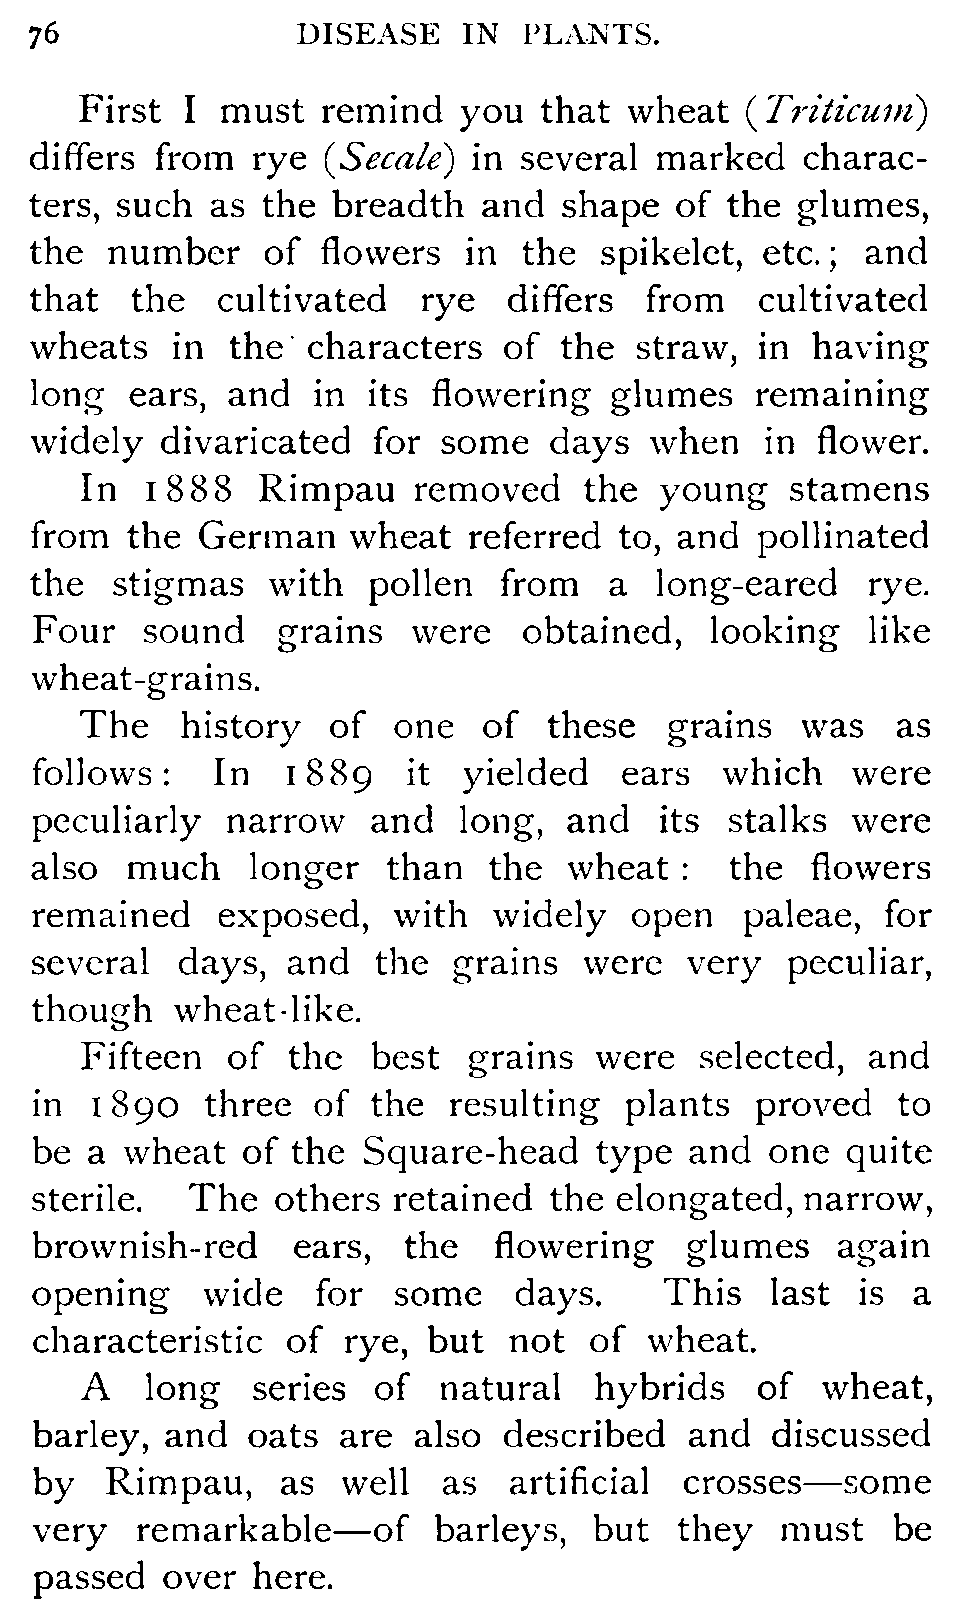 76 DISEASE IN PLANTS.
First I must remind you that wheat (Triticum)
differs from rye (Secale) in several marked charac-
ters, such as the breadth and shape of the glumes,
the number of flowers in the spikelet, etc.; and
that the cultivated rye differs from cultivated
wheats in the characters of the straw, in having
long ears, and in its flowering glumes remaining
widely divaricated for some days when in flower.
In 1888 Rimpau removed the young stamens
from the German wheat referred to, and pollinated
the stigmas with pollen from a long-eared rye.
Four sound grains were obtained, looking like
wheat-grains.
The history of one of these grains was as
follows: In 1889 it yielded ears which were
peculiarly narrow and long, and its stalks were
also much longer than the wheat: the flowers
remained exposed, with widely open paleae, for
several days, and the grains were very peculiar,
though wheat-like.
Fifteen of the best grains were selected, and
in 1890 three of the resulting plants proved to
be a wheat of the Square-head type and one quite
sterile. The others retained the elongated, narrow,
brownish-red ears, the flowering glumes again
opening wide for some days. This last is a
characteristic of rye, but not of wheat.
A long series of natural hybrids of wheat,
barley, and oats are also described and discussed
by Rimpau, as well as artificial crosses—some
very remarkable—of barleys, but they must be
passed over here.